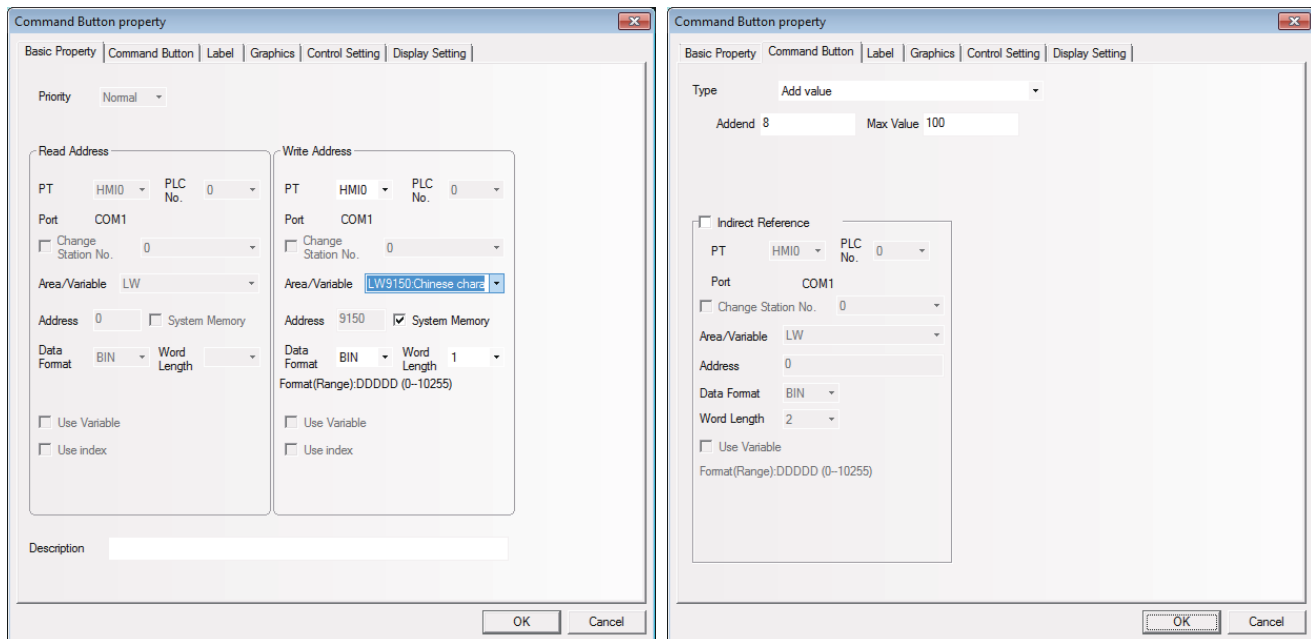 Command Button property
Basic Property Command Button Label Graphics Control Setting Display Setting
Priority Normal
Read Address
PT HMI0 PLC No. 0
Port COM1
Change Station No. 0
Area/Variable LW
Address 0 System Memory
Data Format BIN Word Length
Use Variable
Use index
Write Address
PT HMI0 PLC No. 0
Port COM1
Change Station No. 0
Area/Variable LW9150:Chinese chara
Address 9150 System Memory
Data Format BIN Word Length 1
Format(Range):DDDDD (0--10255)
Use Variable
Use index
Description
OK Cancel
Command Button property
Basic Property Command Button Label Graphics Control Setting Display Setting
Type Add value
Addend 8 Max Value 100
Indirect Reference
PT HMI0 PLC No. 0
Port COM1
Change Station No. 0
Area/Variable LW
Address 0
Data Format BIN
Word Length 2
Use Variable
Format(Range):DDDDD (0--10255)
OK Cancel